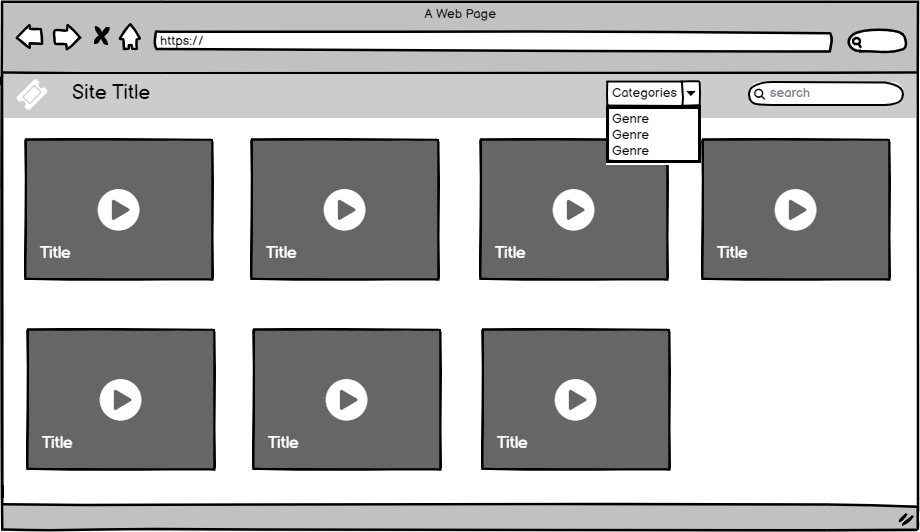 A Web Page
https://
Site Title
Categories
search
Genre
Genre
Genre
Title
Title
Title
Title
Title
Title
Title